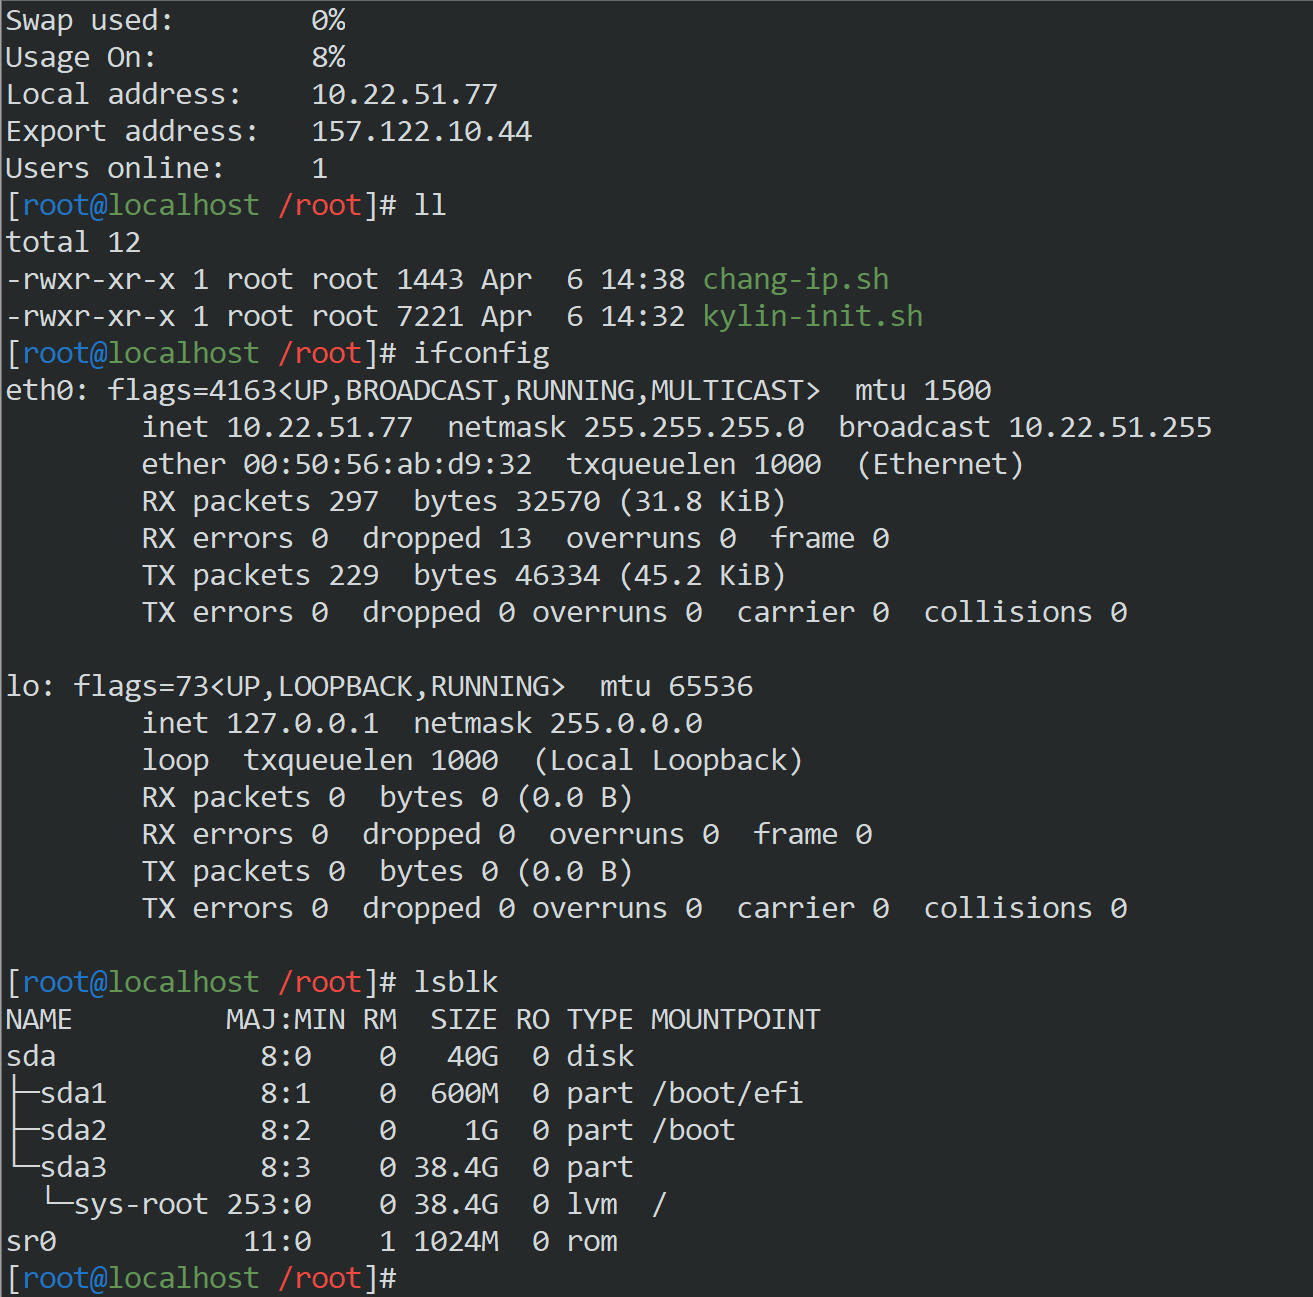 Swap used:        0%
Usage On:         8%
Local address:    10.22.51.77
Export address:   157.122.10.44
Users online:     1
[root@localhost /root]# ll
total 12
-rwxr-xr-x 1 root root 1443 Apr  6 14:38 chang-ip.sh
-rwxr-xr-x 1 root root 7221 Apr  6 14:32 kylin-init.sh
[root@localhost /root]# ifconfig
eth0: flags=4163<UP,BROADCAST,RUNNING,MULTICAST>  mtu 1500
        inet 10.22.51.77  netmask 255.255.255.0  broadcast 10.22.51.255
        ether 00:50:56:ab:d9:32  txqueuelen 1000  (Ethernet)
        RX packets 297  bytes 32570 (31.8 KiB)
        RX errors 0  dropped 13  overruns 0  frame 0
        TX packets 229  bytes 46334 (45.2 KiB)
        TX errors 0  dropped 0 overruns 0  carrier 0  collisions 0

lo: flags=73<UP,LOOPBACK,RUNNING>  mtu 65536
        inet 127.0.0.1  netmask 255.0.0.0
        loop  txqueuelen 1000  (Local Loopback)
        RX packets 0  bytes 0 (0.0 B)
        RX errors 0  dropped 0  overruns 0  frame 0
        TX packets 0  bytes 0 (0.0 B)
        TX errors 0  dropped 0 overruns 0  carrier 0  collisions 0

[root@localhost /root]# lsblk
NAME         MAJ:MIN RM  SIZE RO TYPE MOUNTPOINT
sda            8:0    0   40G  0 disk
├─sda1         8:1    0  600M  0 part /boot/efi
├─sda2         8:2    0    1G  0 part /boot
└─sda3         8:3    0 38.4G  0 part
  └─sys-root 253:0    0 38.4G  0 lvm  /
sr0           11:0    1 1024M  0 rom
[root@localhost /root]#